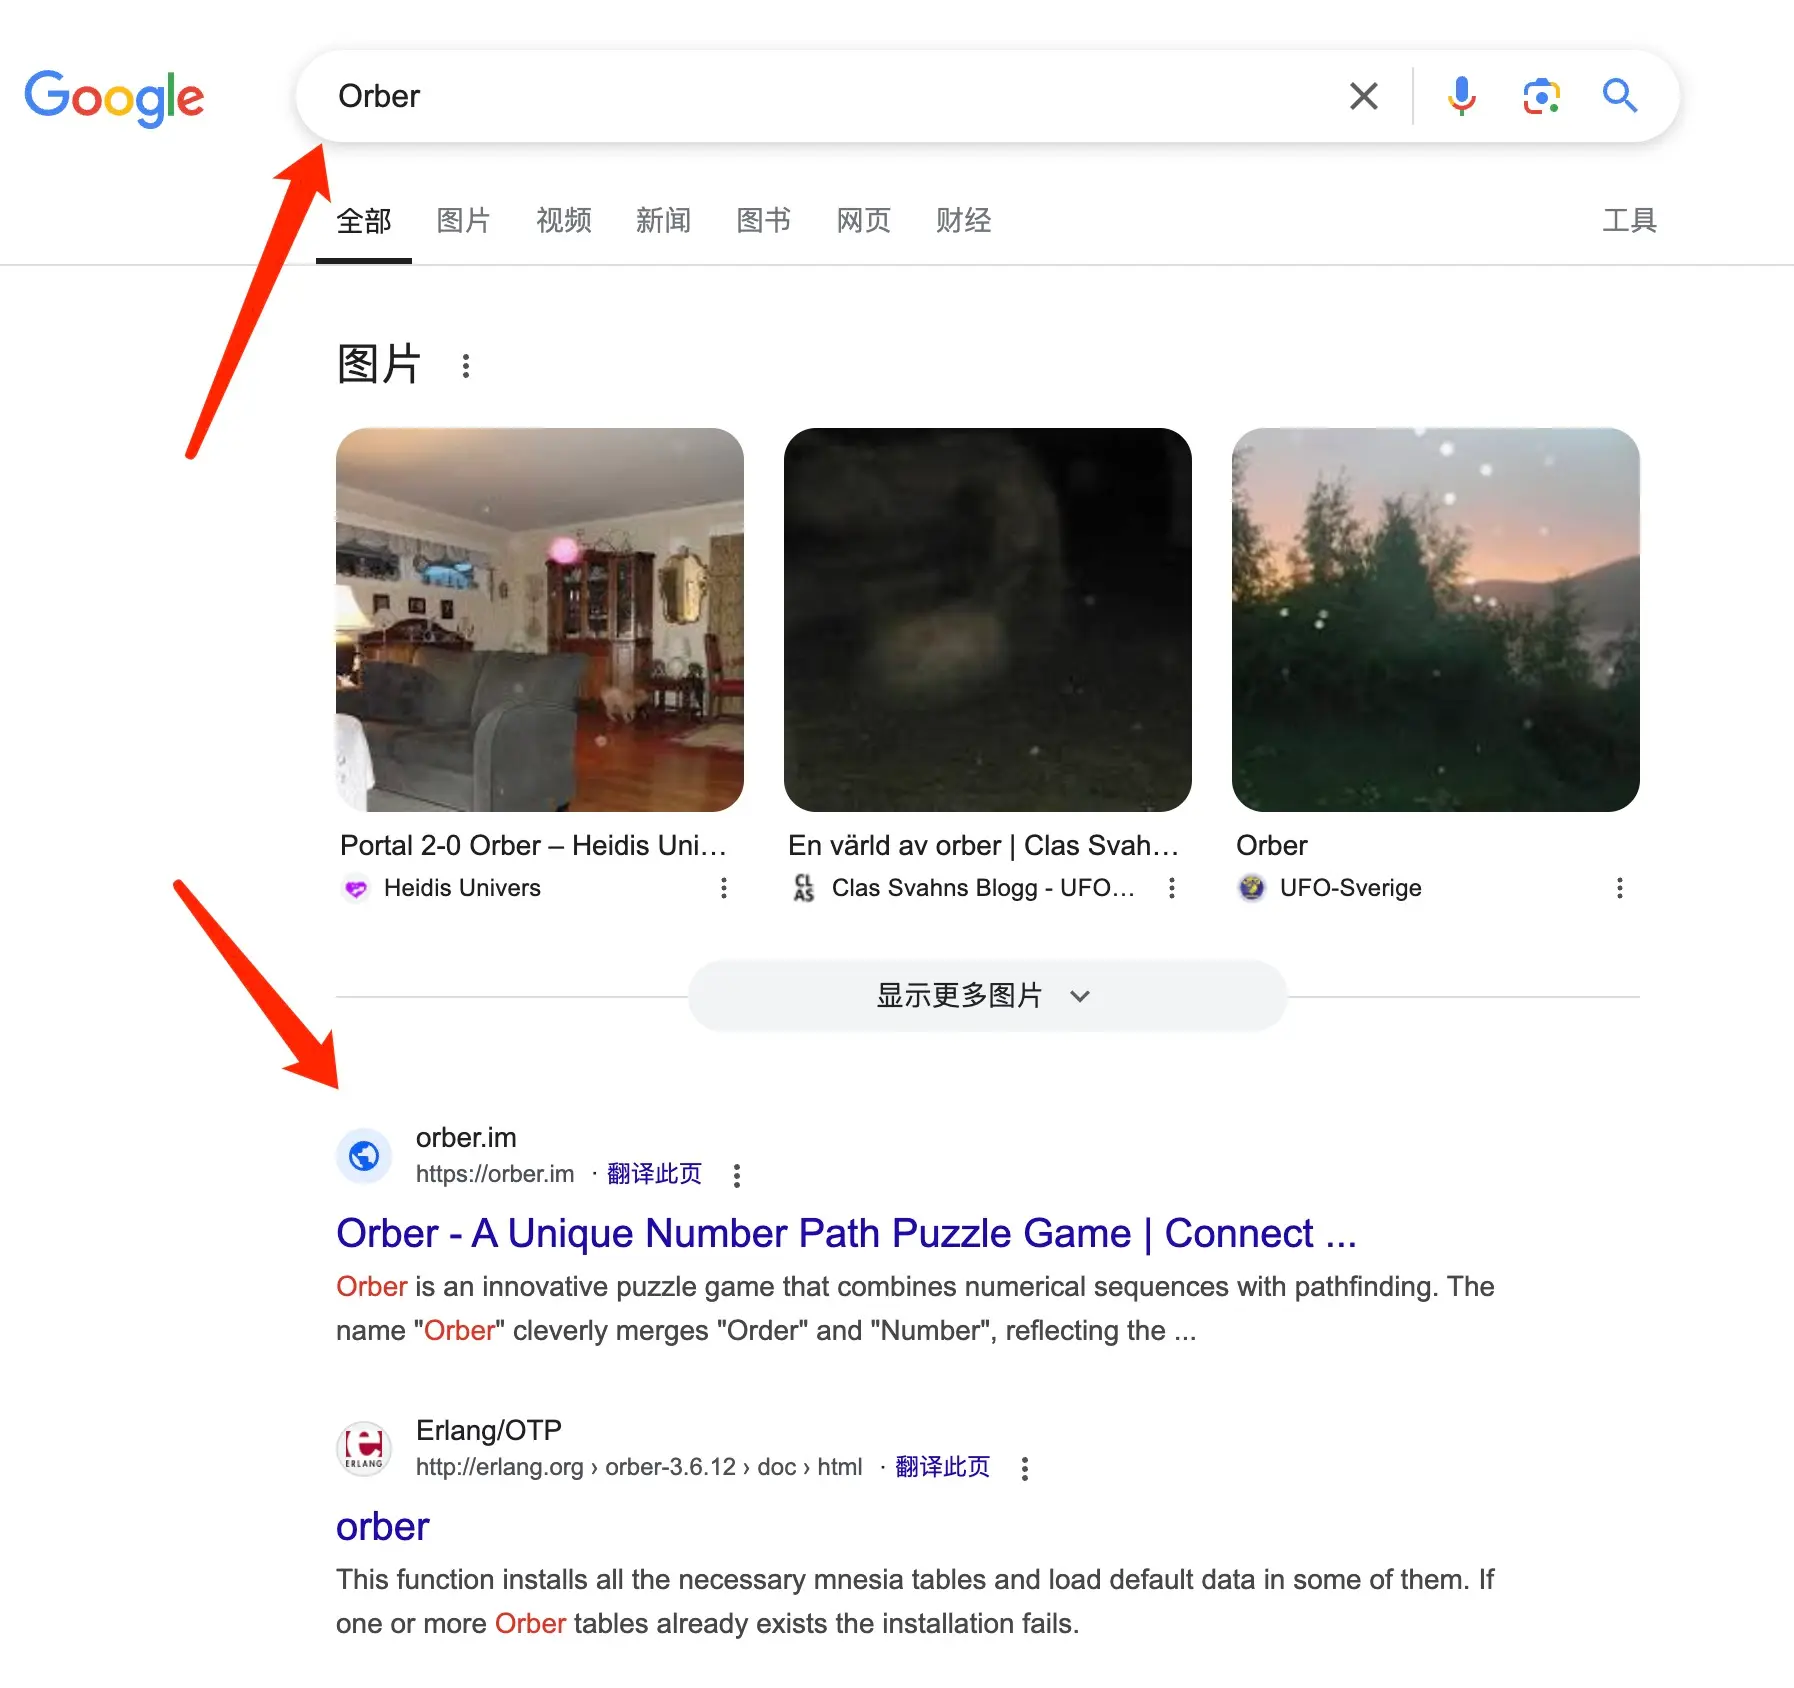 Google
Orber
全部 图片 视频 新闻 图书 网页 财经 工具
图片
Portal 2-0 Orber – Heidis Uni...
Heidis Univers
En värld av orber | Clas Svah...
CLAS
Clas Svahns Blogg - UFO...
Orber
UFO-Sverige
显示更多图片
orber.im
https://orber.im · 翻译此页
Orber - A Unique Number Path Puzzle Game | Connect ...
Orber is an innovative puzzle game that combines numerical sequences with pathfinding. The
name "Orber" cleverly merges "Order" and "Number", reflecting the ...
Erlang/OTP
ERLANG
http://erlang.org › orber-3.6.12 › doc › html · 翻译此页
orber
This function installs all the necessary mnesia tables and load default data in some of them. If
one or more Orber tables already exists the installation fails.